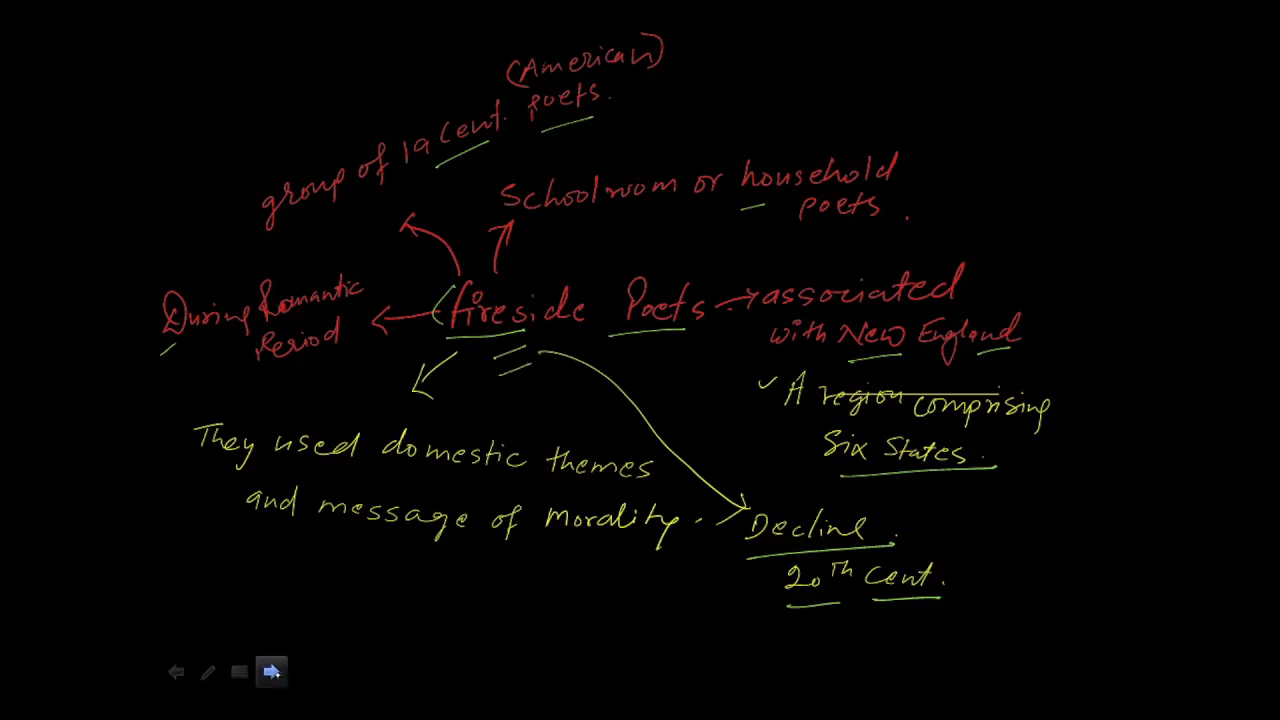 (American)
group of 19 Cent. poets.
Schoolroom or household
poets.
During Romantic
Period
(fireside Poets
associated
with New England
A region comprising
Six States.
They used domestic themes
and message of morality.
Decline.
20th Cent.